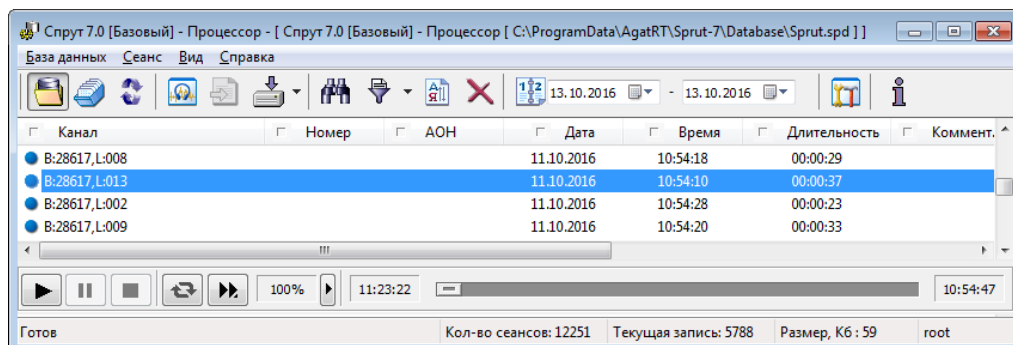 Спрут 7.0 [Базовый] - Процессор - [ Спрут 7.0 [Базовый] - Процессор [ C:\ProgramData\AgatRT\Sprut-7\Database\Sprut.spd ] ]
База данных Сеанс Вид Справка
13.10.2016 - 13.10.2016
Канал Номер АОН Дата Время Длительность Коммент.
B:28617,L:008 11.10.2016 10:54:18 00:00:29
B:28617,L:013 11.10.2016 10:54:10 00:00:37
B:28617,L:002 11.10.2016 10:54:28 00:00:23
B:28617,L:009 11.10.2016 10:54:20 00:00:33
100% 11:23:22 10:54:47
Готов Кол-во сеансов: 12251 Текущая запись: 5788 Размер, Кб : 59 root